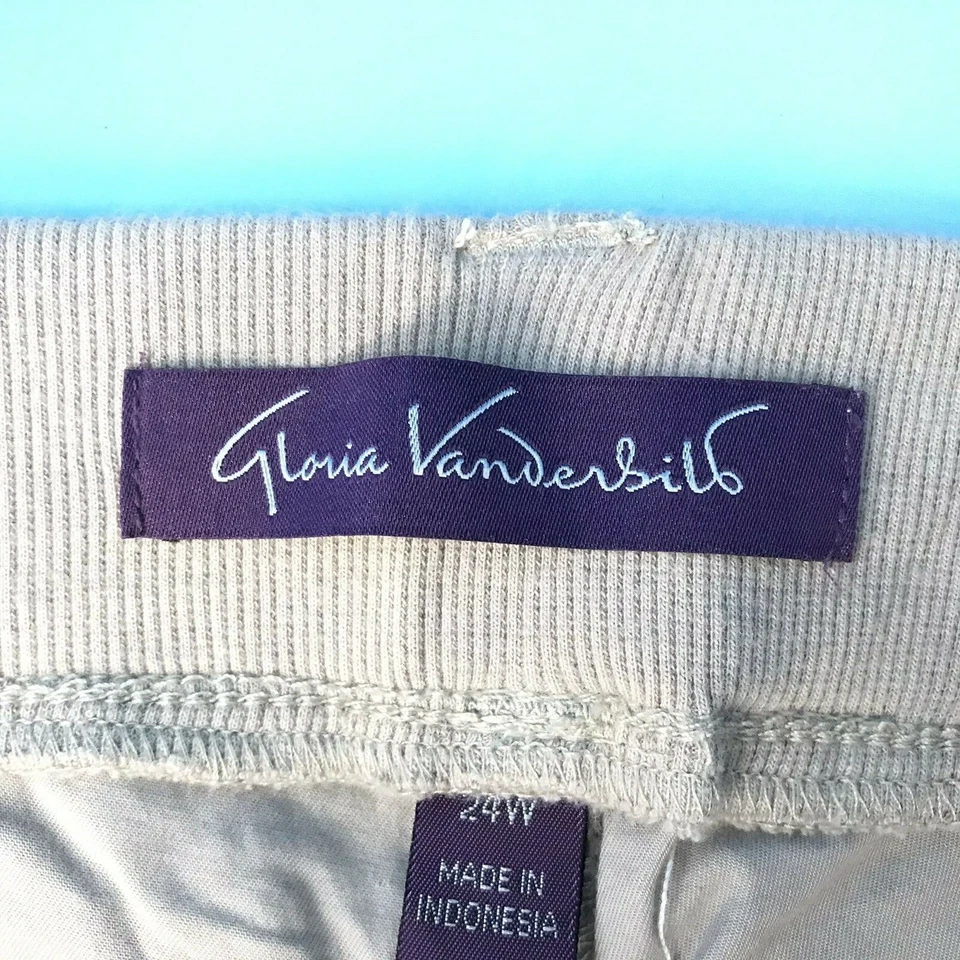 Gloria Vanderbilt
24W
MADE IN
INDONESIA